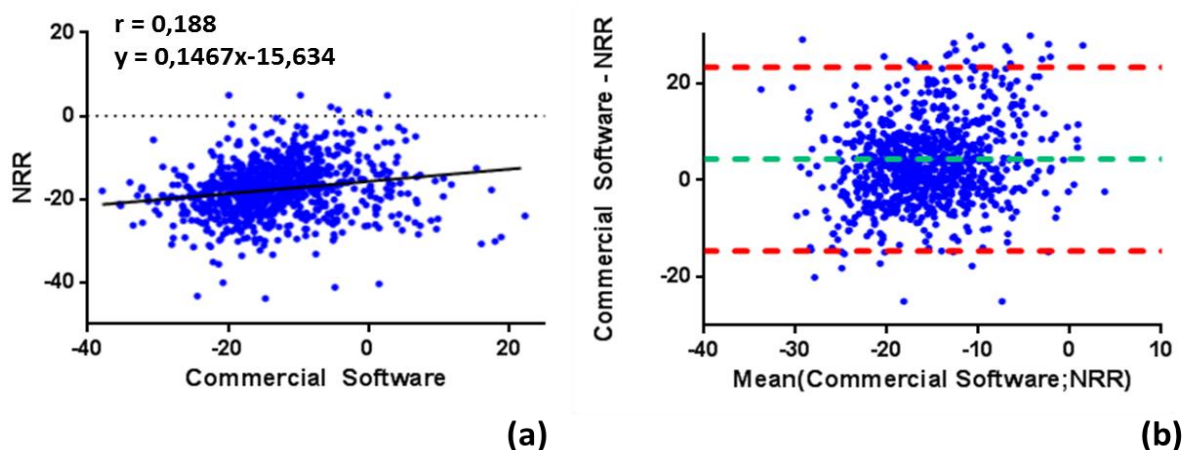 r = 0,188
y = 0,1467x-15,634
20
0
-20
-40
NRR
-40
-20
0
20
Commercial Software
(a)
Commercial Software - NRR
20
0
-20
-40
-30
-20
-10
0
10
Mean(Commercial Software;NRR)
(b)